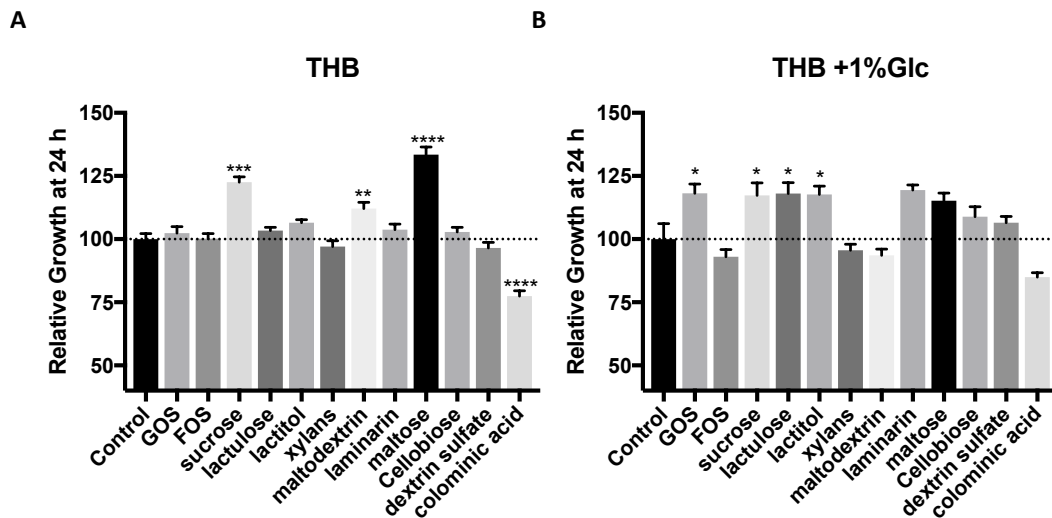 A
THB
Relative Growth at 24 h
150
125
100
75
50
***
**
****
****
Control
GOS
FOS
sucrose
lactulose
lactitol
xylans
maltodextrin
laminarin
maltose
Cellobiose
dextrin sulfate
colominic acid
B
THB +1%Glc
Relative Growth at 24 h
150
125
100
75
50
*
*
*
*
Control
GOS
FOS
sucrose
lactulose
lactitol
xylans
maltodextrin
laminarin
maltose
Cellobiose
dextrin sulfate
colominic acid